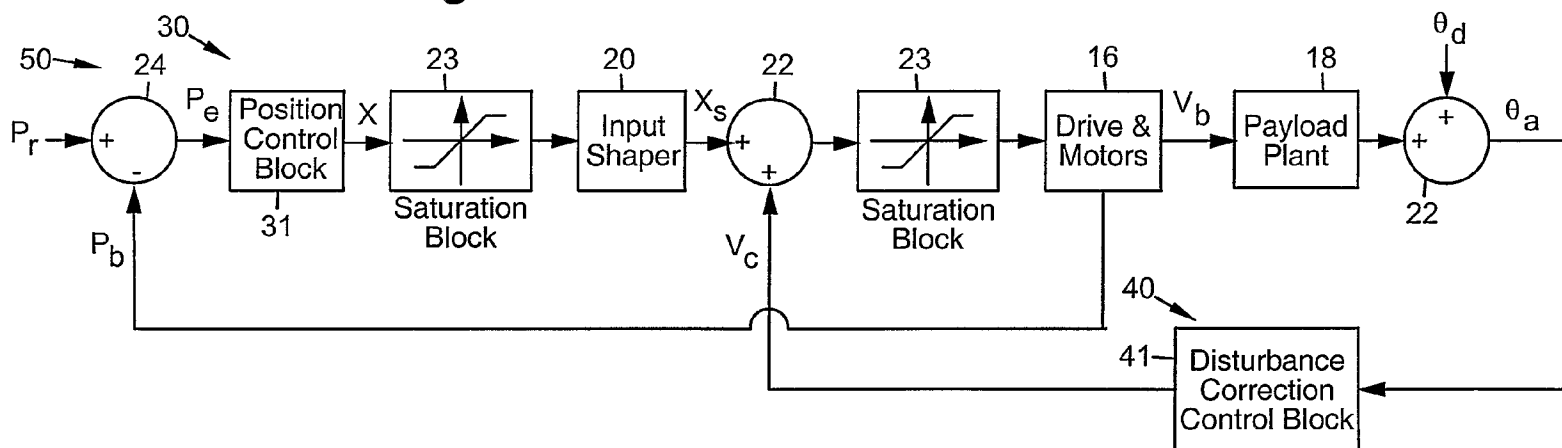 50
30
24
23
20
22
23
16
18
θd
Pr
+
-
Pe
Position
Control
Block
31
X
Saturation
Block
Input
Shaper
Xs
+
+
Saturation
Block
Drive &
Motors
Vb
Payload
Plant
+
+
22
θa
Pb
Vc
40
41
Disturbance
Correction
Control Block